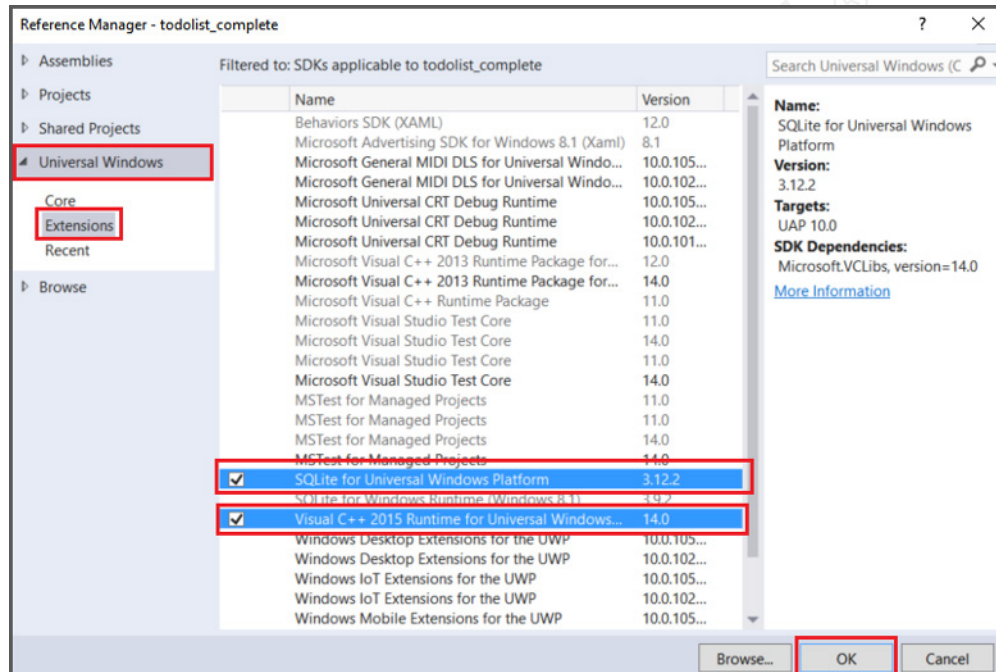 Reference Manager - todolist_complete
?
Assemblies
Projects
Shared Projects
Universal Windows
Core
Extensions
Recent
Browse
Filtered to: SDKs applicable to todolist_complete
Search Universal Windows (C
Name Version
Behaviors SDK (XAML) 12.0
Microsoft Advertising SDK for Windows 8.1 (Xaml) 8.1
Microsoft General MIDI DLS for Universal Windo... 10.0.105...
Microsoft General MIDI DLS for Universal Windo... 10.0.102...
Microsoft Universal CRT Debug Runtime 10.0.105...
Microsoft Universal CRT Debug Runtime 10.0.102...
Microsoft Universal CRT Debug Runtime 10.0.101...
Microsoft Visual C++ 2013 Runtime Package for... 12.0
Microsoft Visual C++ 2013 Runtime Package for... 14.0
Microsoft Visual C++ Runtime Package 11.0
Microsoft Visual Studio Test Core 11.0
Microsoft Visual Studio Test Core 14.0
Microsoft Visual Studio Test Core 11.0
Microsoft Visual Studio Test Core 14.0
MSTest for Managed Projects 11.0
MSTest for Managed Projects 11.0
MSTest for Managed Projects 14.0
MSTest for Managed Projects 14.0
SQLite for Universal Windows Platform 3.12.2
SQLite for Windows Runtime (Windows 8.1) 3.9.2
Visual C++ 2015 Runtime for Universal Windows... 14.0
Windows Desktop Extensions for the UWP 10.0.105...
Windows Desktop Extensions for the UWP 10.0.102...
Windows IoT Extensions for the UWP 10.0.105...
Windows IoT Extensions for the UWP 10.0.102...
Windows Mobile Extensions for the UWP 10.0.105...
Name:
SQLite for Universal Windows
Platform
Version:
3.12.2
Targets:
UAP 10.0
SDK Dependencies:
Microsoft.VCLibs, version=14.0
More Information
Browse... OK Cancel